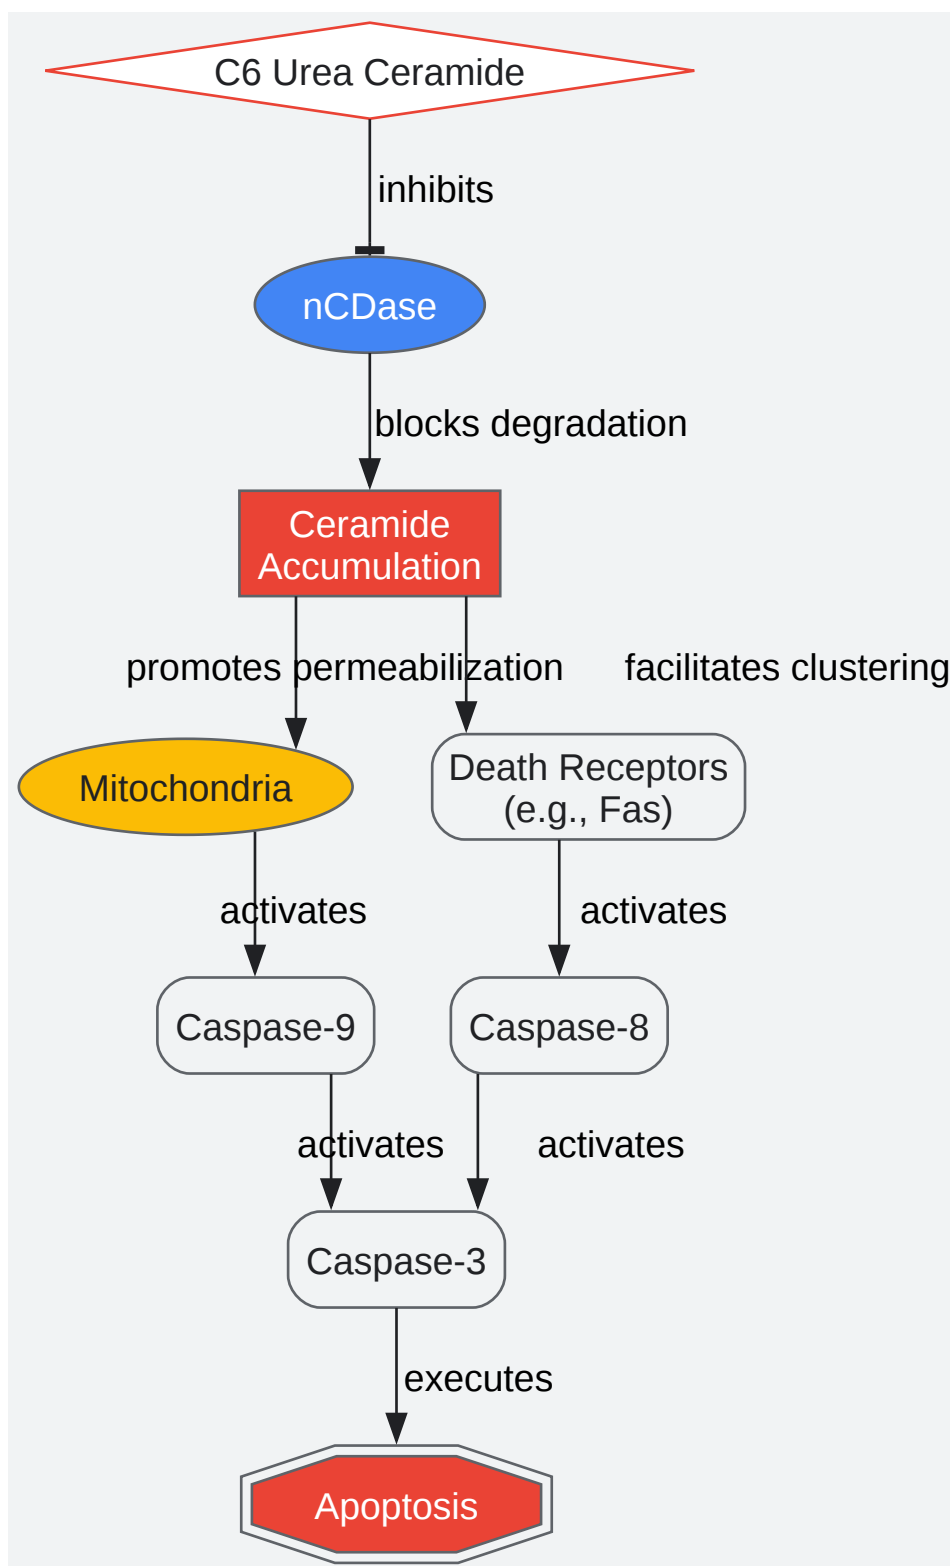 C6 Urea Ceramide
inhibits
nCDase
blocks degradation
Ceramide
Accumulation
promotes permeabilization
facilitates clustering
Mitochondria
Death Receptors
(e.g., Fas)
activates
activates
Caspase-9
Caspase-8
activates
activates
Caspase-3
executes
Apoptosis